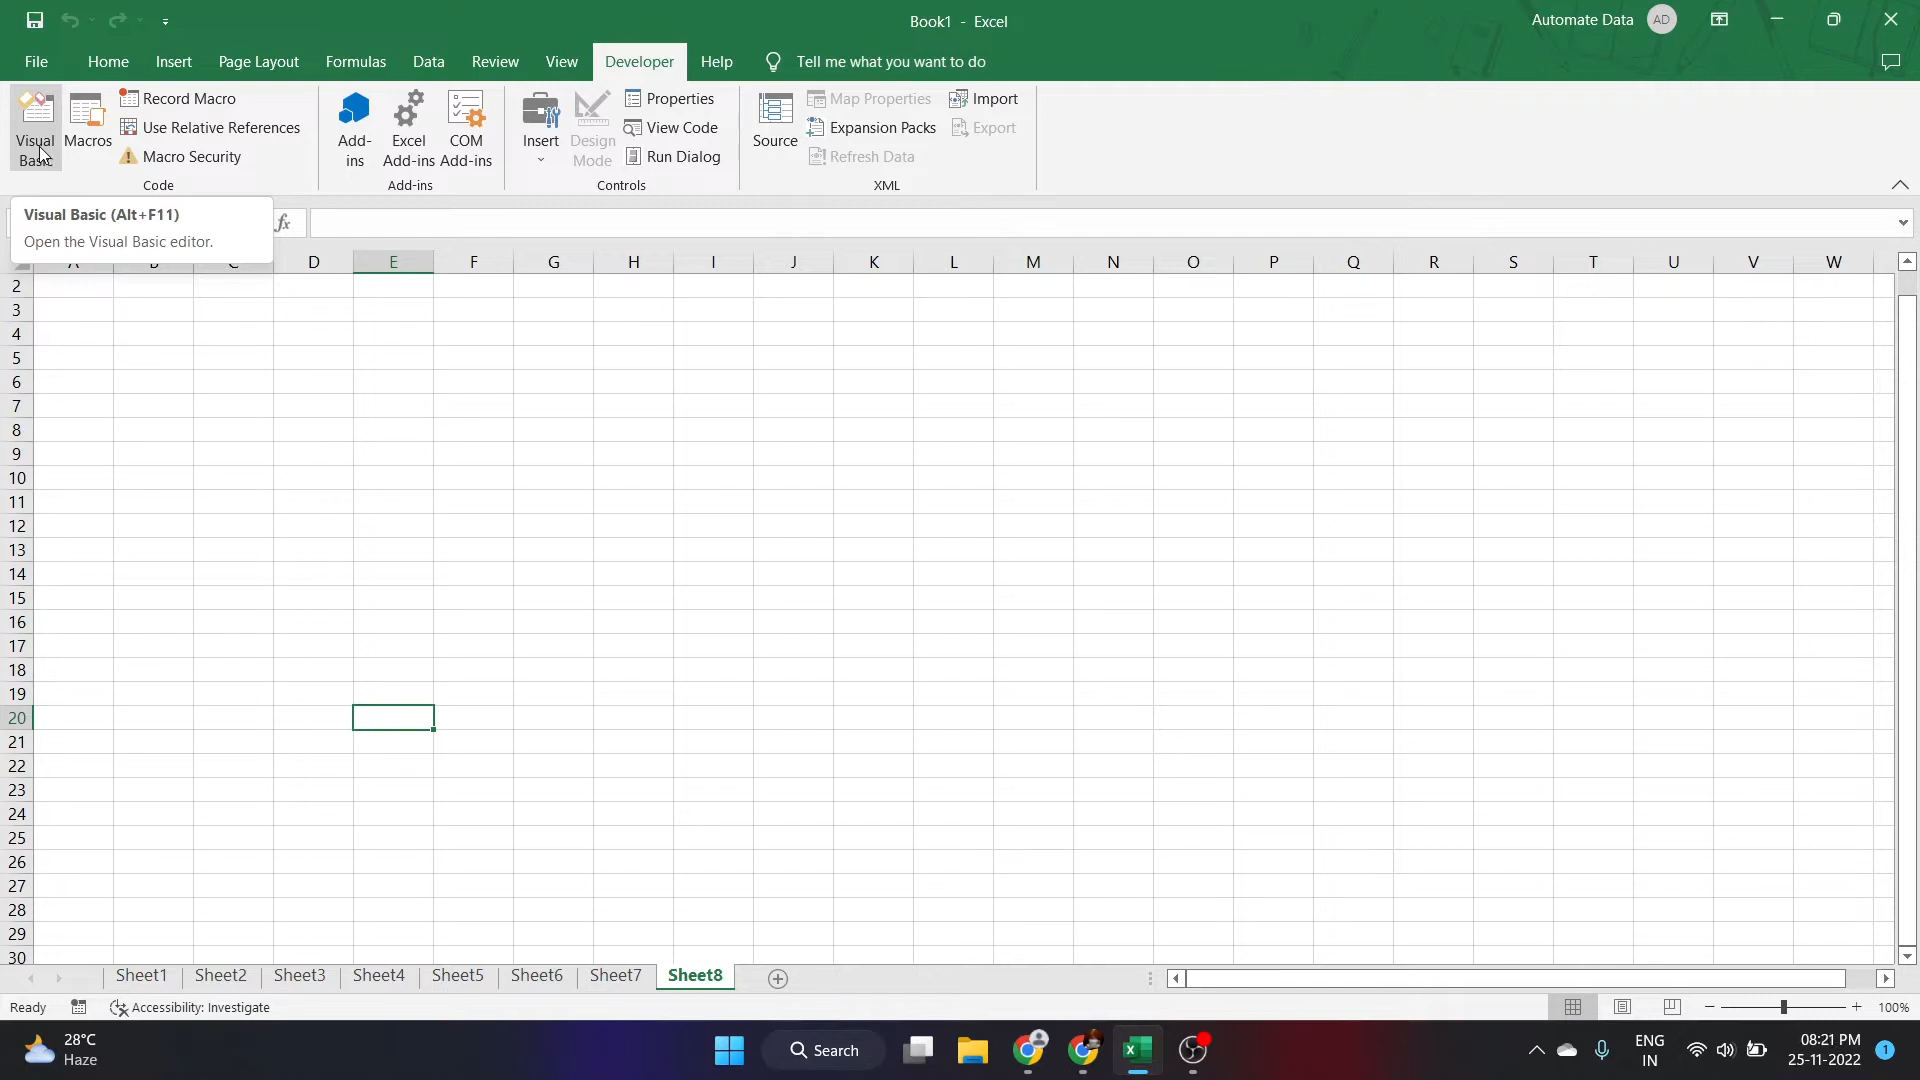 Book1 - Excel
Automate Data
AD
File
Home
Insert
Page Layout
Formulas
Data
Review
View
Developer
Help
Tell me what you want to do
Visual Basic
Macros
Record Macro
Use Relative References
Macro Security
Code
Add-ins
Excel Add-ins
COM Add-ins
Add-ins
Insert
Design Mode
Properties
View Code
Run Dialog
Controls
Source
Map Properties
Expansion Packs
Refresh Data
Import
Export
XML
Visual Basic (Alt+F11)
Open the Visual Basic editor.
fx
A B C D E F G H I J K L M N O P Q R S T U V W
2
3
4
5
6
7
8
9
10
11
12
13
14
15
16
17
18
19
20
21
22
23
24
25
26
27
28
29
30
Sheet1
Sheet2
Sheet3
Sheet4
Sheet5
Sheet6
Sheet7
Sheet8
Ready
Accessibility: Investigate
100%
28°C
Haze
Search
ENG
IN
08:21 PM
25-11-2022
1